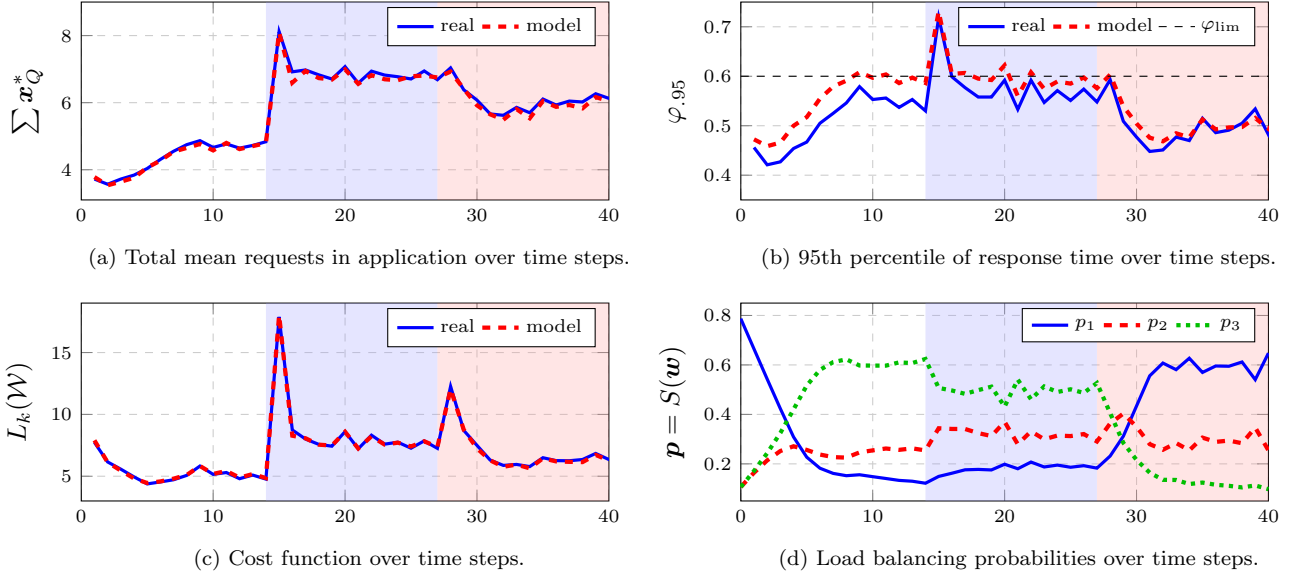 real model
8
6
4
∑ x*_Q
0 10 20 30 40
(a) Total mean requests in application over time steps.
real model φ_lim
0.7
0.6
0.5
0.4
φ.95
0 10 20 30 40
(b) 95th percentile of response time over time steps.
real model
15
10
5
L_k(𝒲)
0 10 20 30 40
(c) Cost function over time steps.
p_1 p_2 p_3
0.8
0.6
0.4
0.2
p = S(w)
0 10 20 30 40
(d) Load balancing probabilities over time steps.